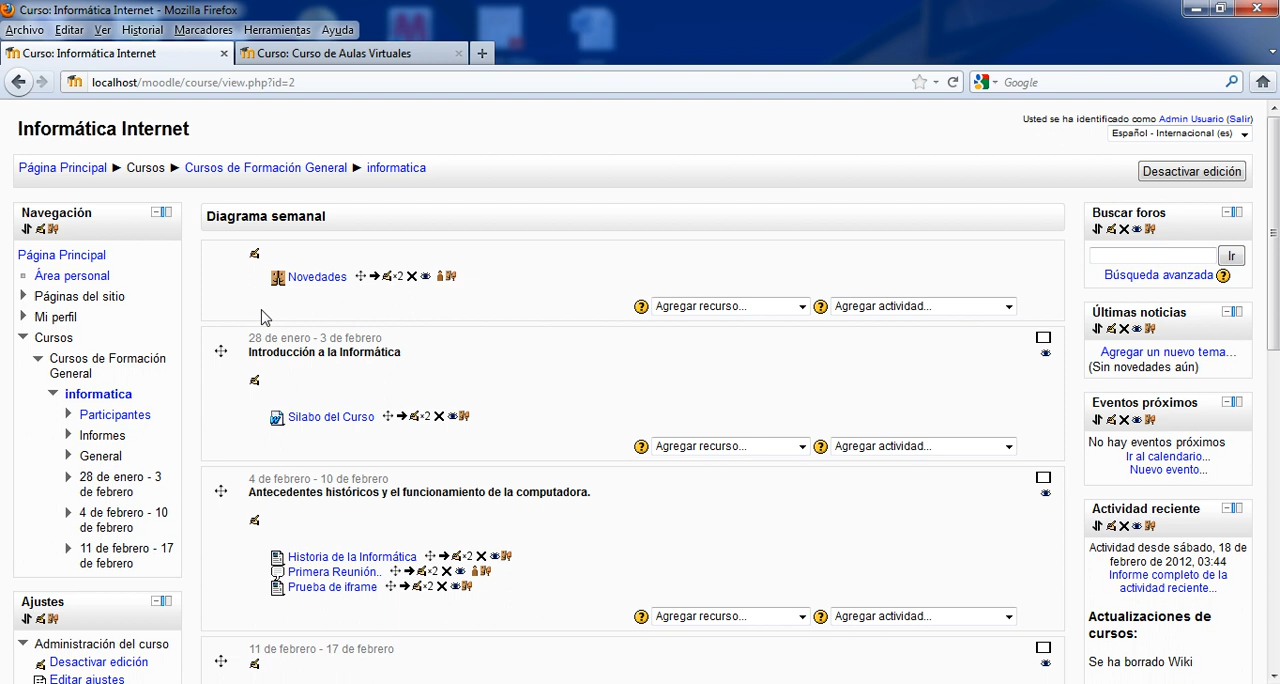 Curso: Informática Internet - Mozilla Firefox
Archivo Editar Ver Historial Marcadores Herramientas Ayuda
Curso: Informática Internet × Curso: Curso de Aulas Virtuales × +
localhost/moodle/course/view.php?id=2 Google
Informática Internet
Usted se ha identificado como Admin Usuario (Salir)
Español - Internacional (es)
Página Principal ► Cursos ► Cursos de Formación General ► informatica
Desactivar edición
Navegación
Página Principal
Área personal
Páginas del sitio
Mi perfil
Cursos
Cursos de Formación
General
informatica
Participantes
Informes
General
28 de enero - 3
de febrero
4 de febrero - 10
de febrero
11 de febrero - 17
de febrero
Ajustes
Administración del curso
Desactivar edición
Editar ajustes
Diagrama semanal
Novedades ×2
? Agregar recurso... ? Agregar actividad...
28 de enero - 3 de febrero
Introducción a la Informática
Silabo del Curso ×2
? Agregar recurso... ? Agregar actividad...
4 de febrero - 10 de febrero
Antecedentes históricos y el funcionamiento de la computadora.
Historia de la Informática ×2
Primera Reunión.. ×2
Prueba de iframe ×2
? Agregar recurso... ? Agregar actividad...
11 de febrero - 17 de febrero
Buscar foros
Ir
Búsqueda avanzada ?
Últimas noticias
Agregar un nuevo tema...
(Sin novedades aún)
Eventos próximos
No hay eventos próximos
Ir al calendario...
Nuevo evento...
Actividad reciente
Actividad desde sábado, 18 de
febrero de 2012, 03:44
Informe completo de la
actividad reciente...
Actualizaciones de
cursos:
Se ha borrado Wiki